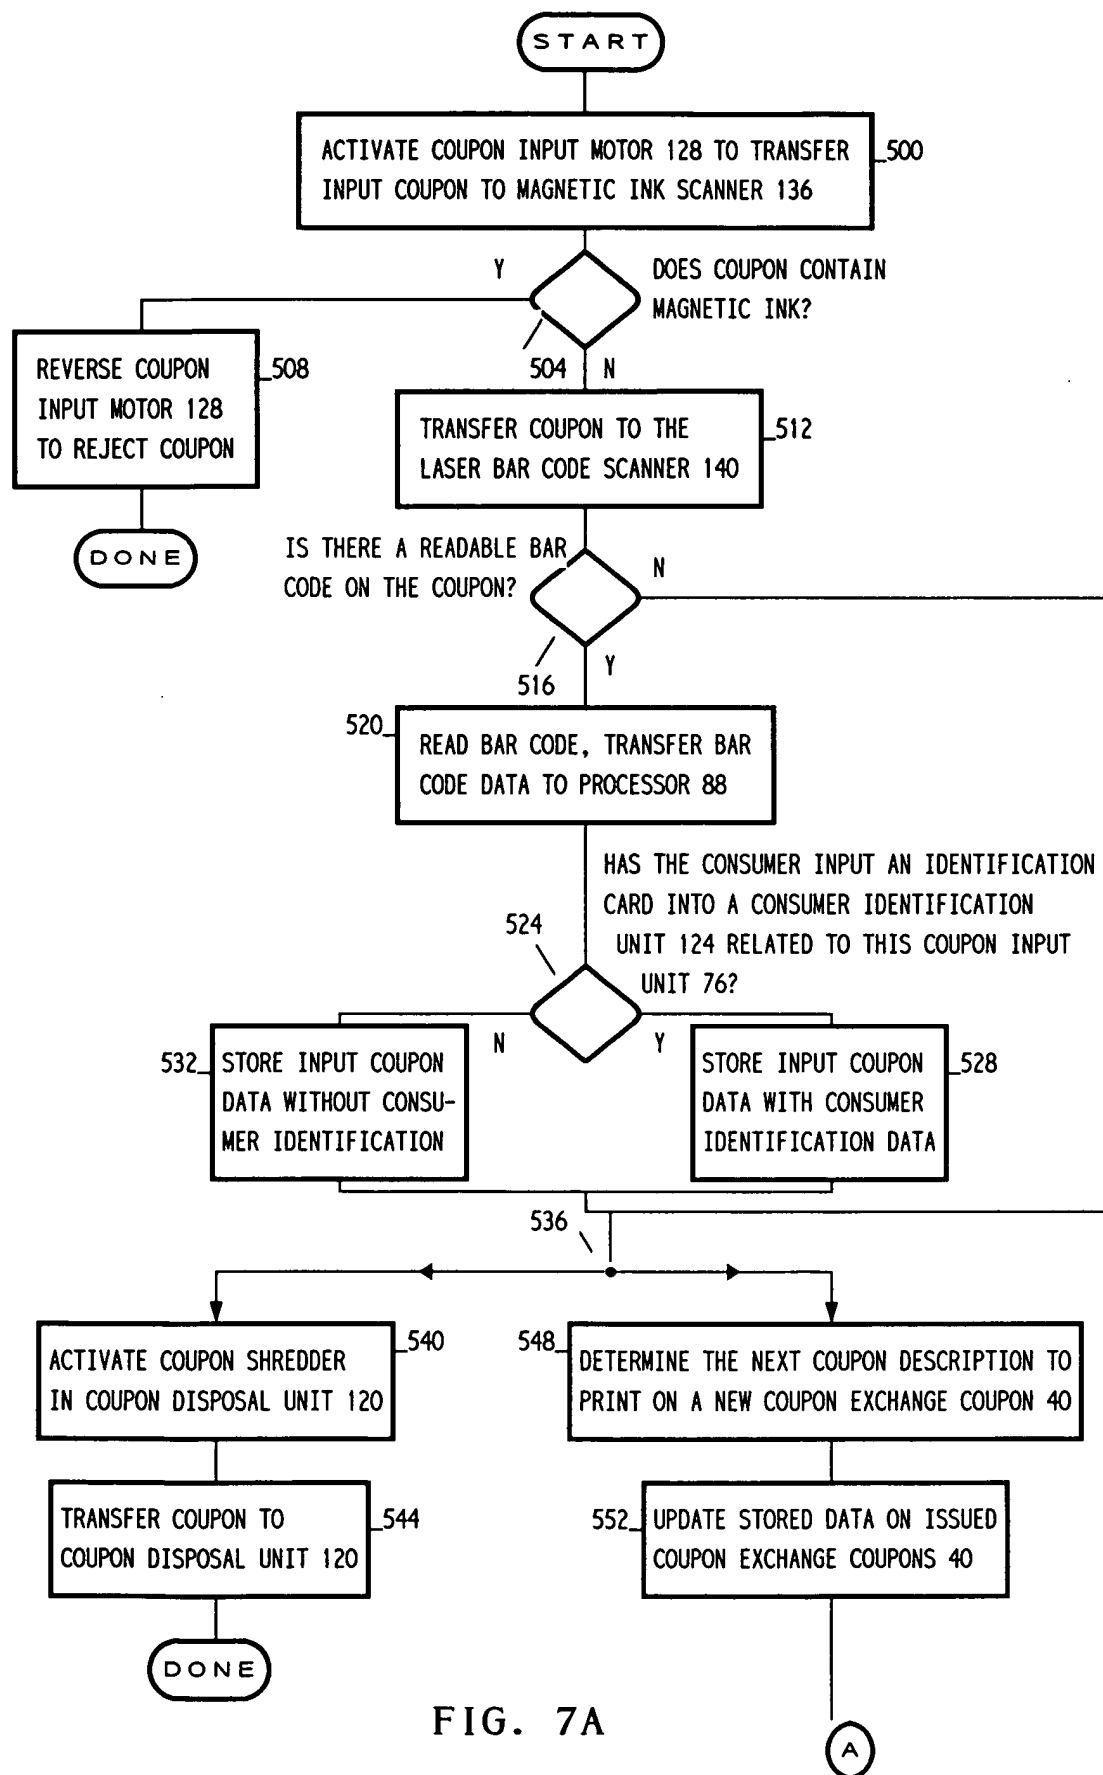 START
ACTIVATE COUPON INPUT MOTOR 128 TO TRANSFER
INPUT COUPON TO MAGNETIC INK SCANNER 136
500
Y
DOES COUPON CONTAIN
MAGNETIC INK?
504
N
REVERSE COUPON
INPUT MOTOR 128
TO REJECT COUPON
508
DONE
TRANSFER COUPON TO THE
LASER BAR CODE SCANNER 140
512
IS THERE A READABLE BAR
CODE ON THE COUPON?
N
516
Y
520
READ BAR CODE, TRANSFER BAR
CODE DATA TO PROCESSOR 88
HAS THE CONSUMER INPUT AN IDENTIFICATION
CARD INTO A CONSUMER IDENTIFICATION
UNIT 124 RELATED TO THIS COUPON INPUT
UNIT 76?
524
N
Y
532
STORE INPUT COUPON
DATA WITHOUT CONSU-
MER IDENTIFICATION
STORE INPUT COUPON
DATA WITH CONSUMER
IDENTIFICATION DATA
528
536
ACTIVATE COUPON SHREDDER
IN COUPON DISPOSAL UNIT 120
540
548
DETERMINE THE NEXT COUPON DESCRIPTION TO
PRINT ON A NEW COUPON EXCHANGE COUPON 40
TRANSFER COUPON TO
COUPON DISPOSAL UNIT 120
544
552
UPDATE STORED DATA ON ISSUED
COUPON EXCHANGE COUPONS 40
DONE
FIG. 7A
A